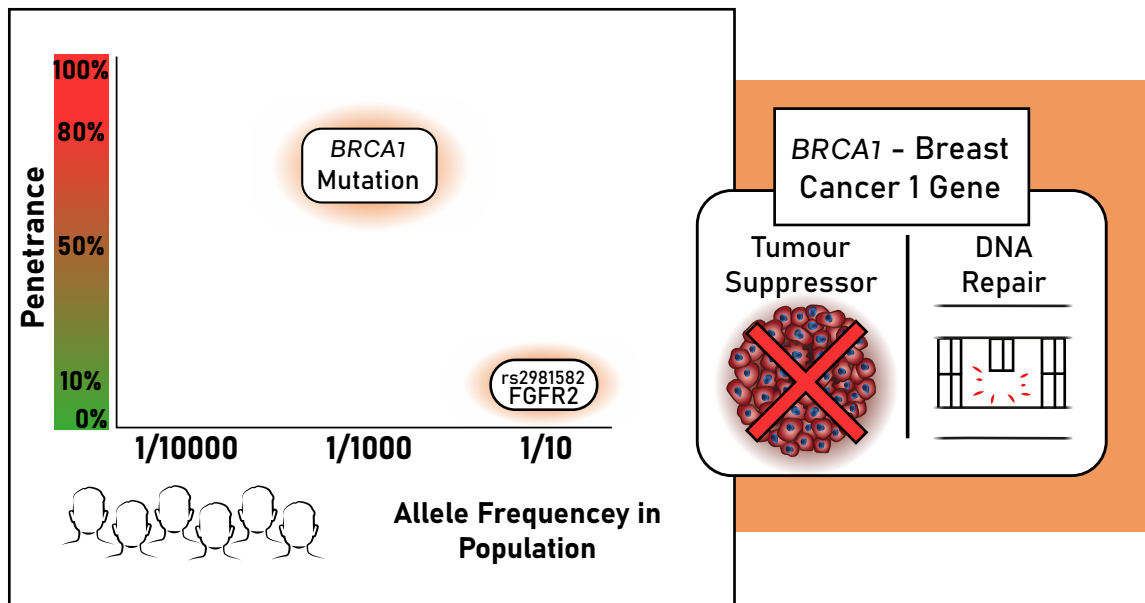 100%
80%
50%
10%
0%
Penetrance
BRCA1
Mutation
rs2981582
FGFR2
1/10000
1/1000
1/10
Allele Frequencey in
Population
BRCA1 - Breast
Cancer 1 Gene
Tumour
Suppressor
DNA
Repair